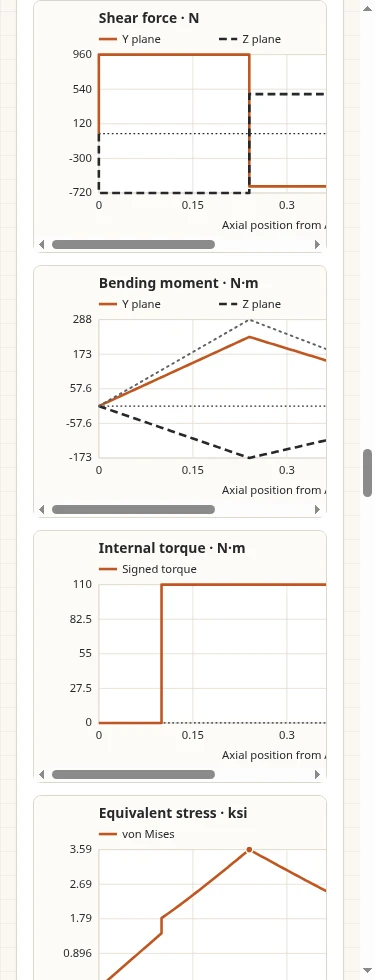 Shear force · N
Y plane
Z plane
960
540
120
-300
-720
0
0.15
0.3
Axial position from
Bending moment · N·m
Y plane
Z plane
288
173
57.6
-57.6
-173
0
0.15
0.3
Axial position from
Internal torque · N·m
Signed torque
110
82.5
55
27.5
0
0
0.15
0.3
Axial position from
Equivalent stress · ksi
von Mises
3.59
2.69
1.79
0.896